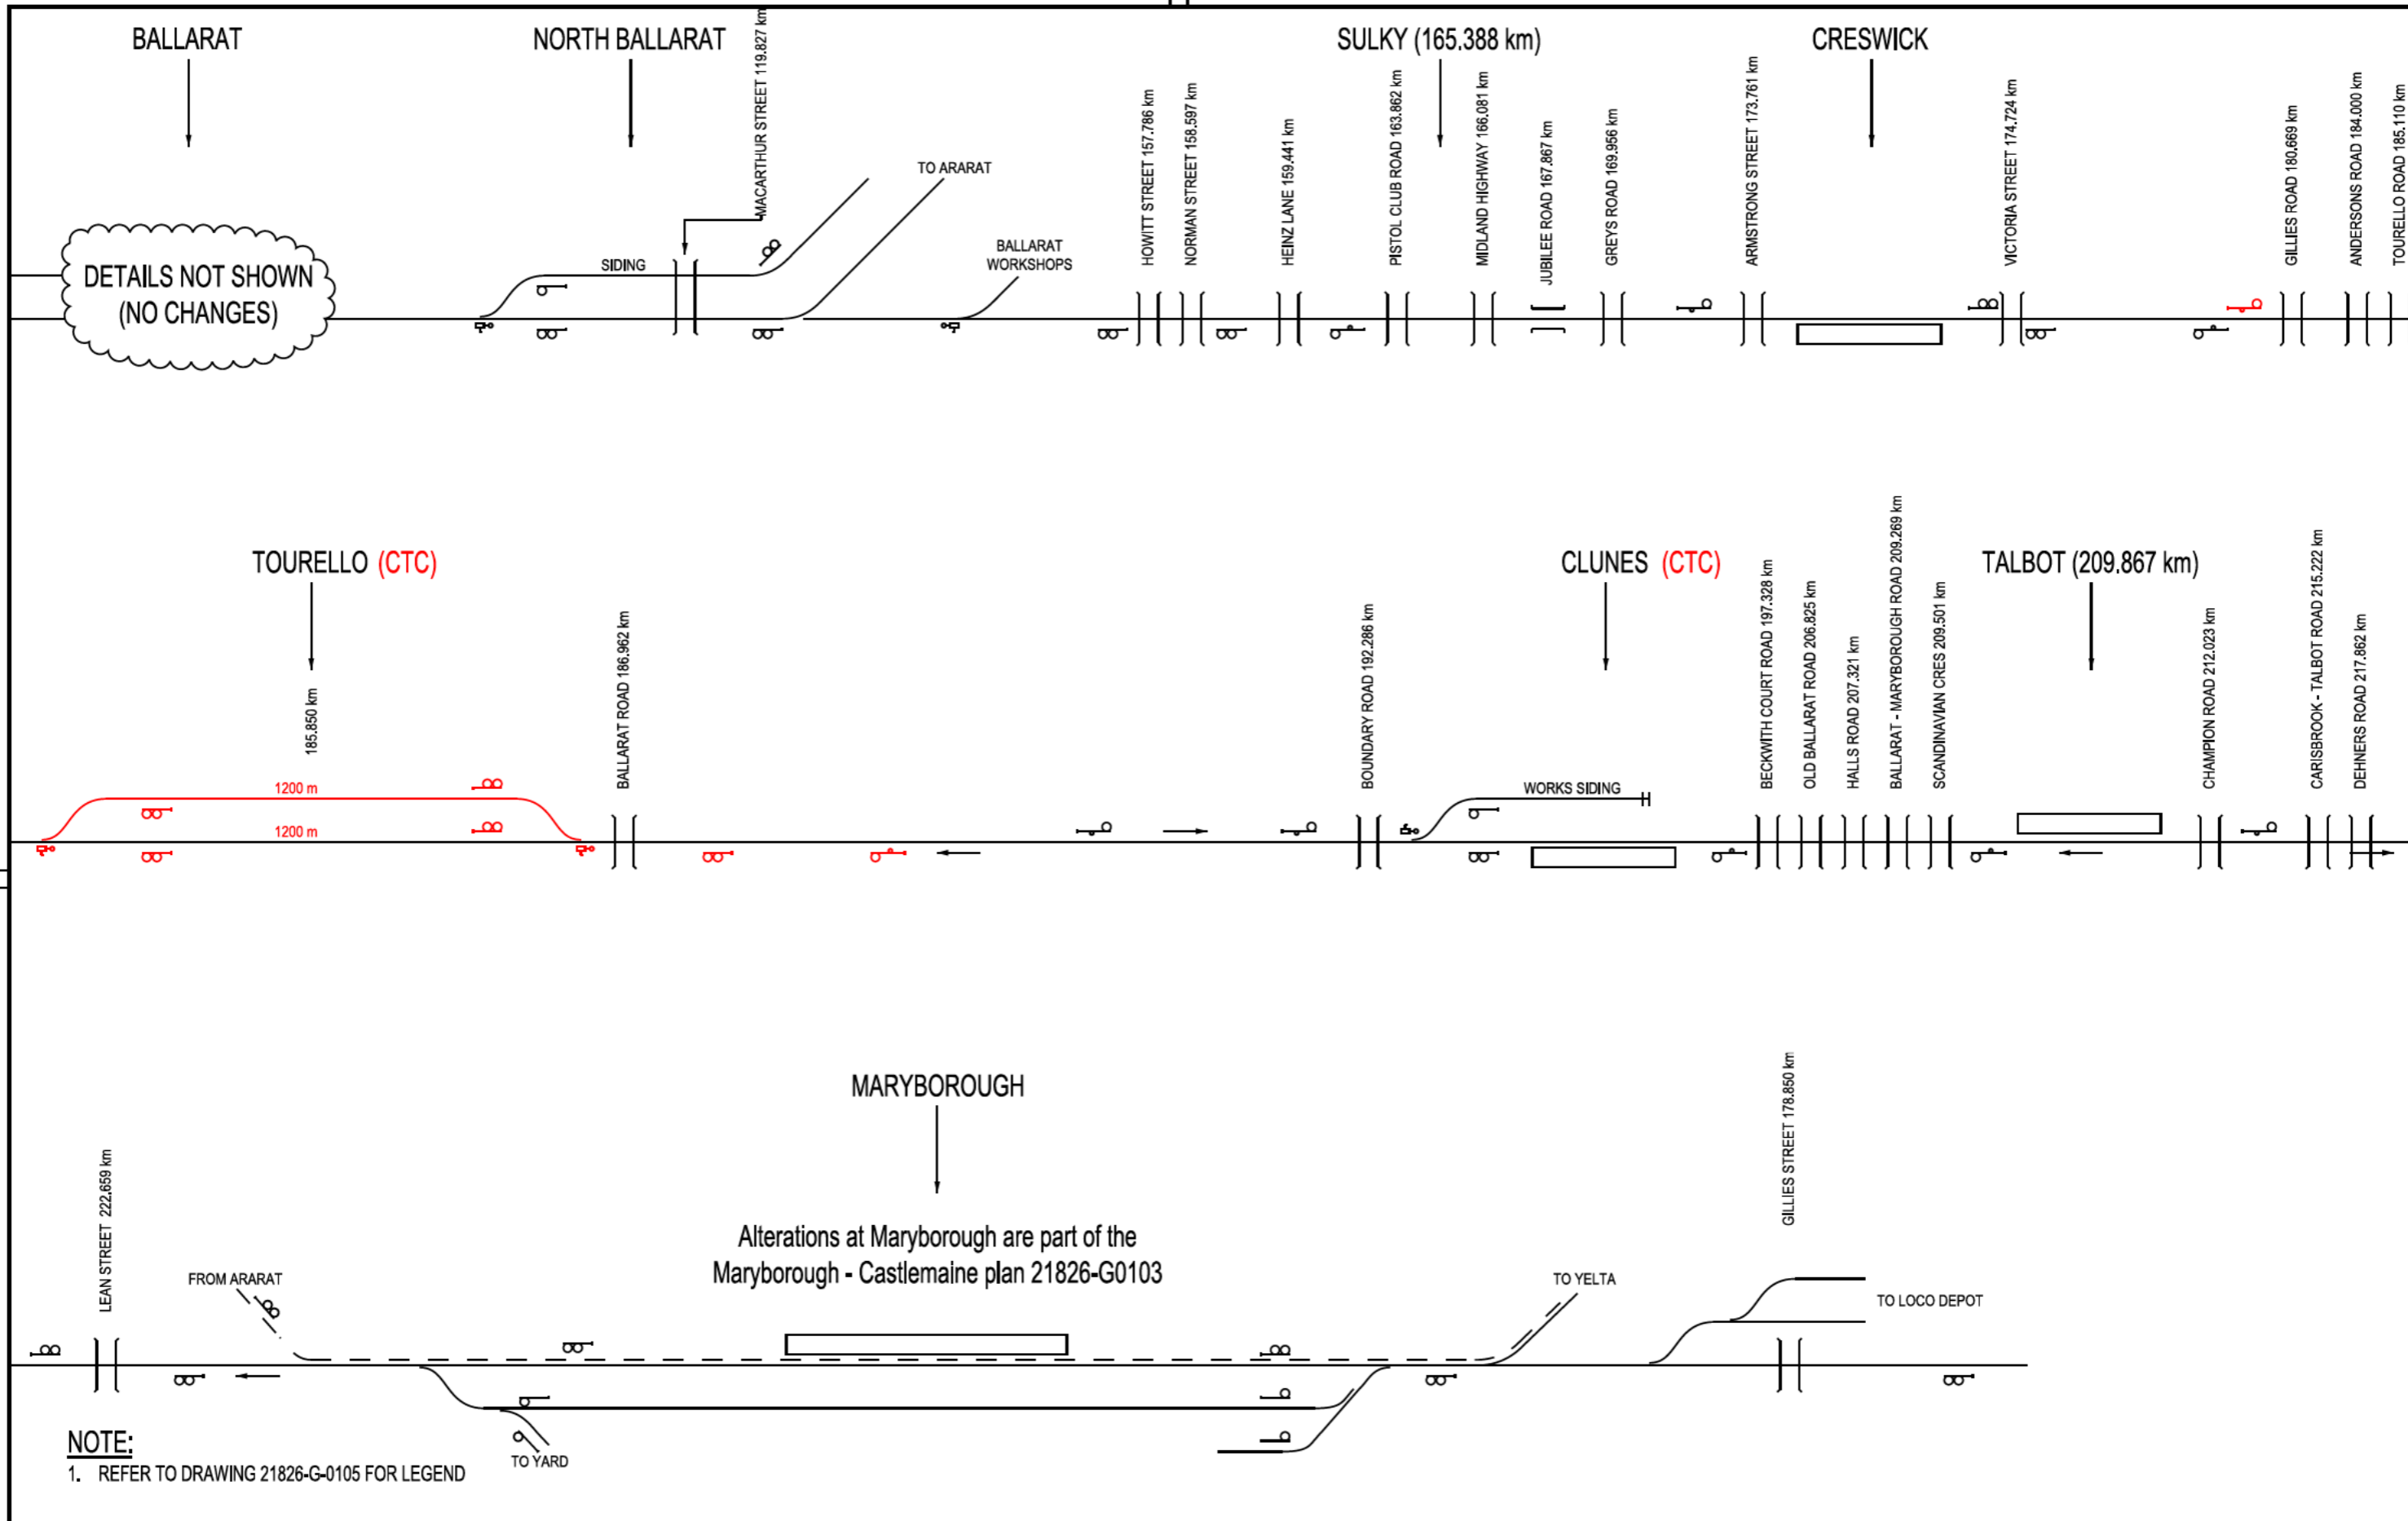 BALLARAT
NORTH BALLARAT
SULKY (165.388 km)
CRESWICK
MACARTHUR STREET 119.827 km
HOWITT STREET 157.786 km
NORMAN STREET 158.597 km
HEINZ LANE 159.441 km
PISTOL CLUB ROAD 163.862 km
MIDLAND HIGHWAY 166.081 km
JUBILEE ROAD 167.867 km
GREYS ROAD 169.956 km
ARMSTRONG STREET 173.761 km
VICTORIA STREET 174.724 km
GILLIES ROAD 180.669 km
ANDERSONS ROAD 184.000 km
TOURELLO ROAD 185.110 km
TO ARARAT
DETAILS NOT SHOWN
(NO CHANGES)
SIDING
BALLARAT
WORKSHOPS
TOURELLO (CTC)
CLUNES (CTC)
TALBOT (209.867 km)
185.850 km
BALLARAT ROAD 186.962 km
BOUNDARY ROAD 192.286 km
BECKWITH COURT ROAD 197.328 km
OLD BALLARAT ROAD 206.825 km
HALLS ROAD 207.321 km
BALLARAT - MARYBOROUGH ROAD 209.269 km
SCANDINAVIAN CRES 209.501 km
CHAMPION ROAD 212.023 km
CARISBROOK - TALBOT ROAD 215.222 km
DEHNERS ROAD 217.862 km
1200 m
1200 m
WORKS SIDING
MARYBOROUGH
LEAN STREET 222.659 km
GILLIES STREET 178.850 km
Alterations at Maryborough are part of the
Maryborough - Castlemaine plan 21826-G0103
FROM ARARAT
TO YELTA
TO LOCO DEPOT
TO YARD
NOTE:
1. REFER TO DRAWING 21826-G-0105 FOR LEGEND